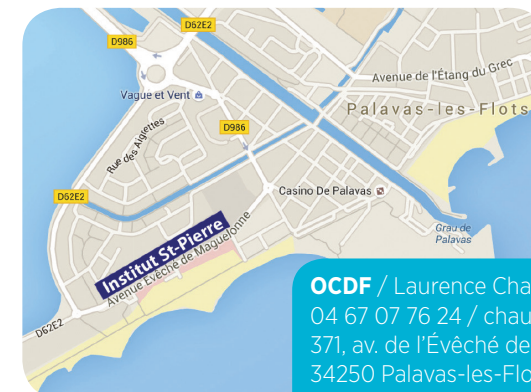 D62E2
D986
Avenue de l'Étang du Grec
Vague et Vent
Palavas-les-Flots
D986
Rue des Aiglettes
Casino De Palavas
D62E2
Grau de
Palavas
Institut St-Pierre
Avenue Evêché de Maguelonne
D62E2
OCDF / Laurence Cha
04 67 07 76 24 / chau
371, av. de l'Évêché de
34250 Palavas-les-Flo